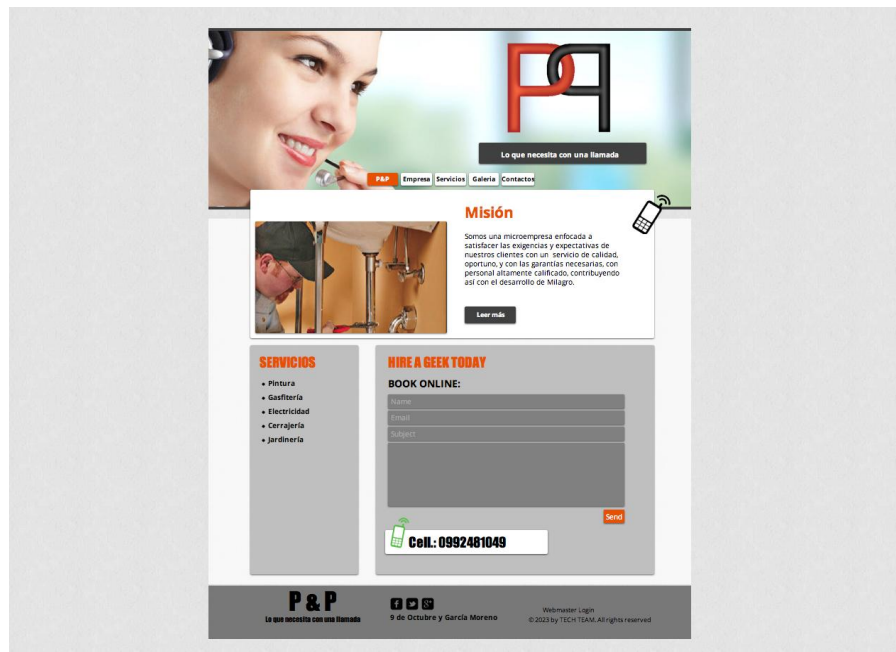 PP
Lo que necesita con una llamada
P&P Empresa Servicios Galeria Contactos
Misión
Somos una microempresa enfocada a
satisfacer las exigencias y expectativas de
nuestros clientes con un servicio de calidad,
oportuno, y con las garantías necesarias, con
personal altamente calificado, contribuyendo
así con el desarrollo de Milagro.
Leer más
SERVICIOS
Pintura
Gasfitería
Electricidad
Cerrajería
Jardinería
HIRE A GEEK TODAY
BOOK ONLINE:
Name
Email
Subject
Send
Cell.: 0992481049
P & P
Lo que necesita con una llamada
9 de Octubre y García Moreno
Webmaster Login
© 2023 by TECH TEAM. All rights reserved